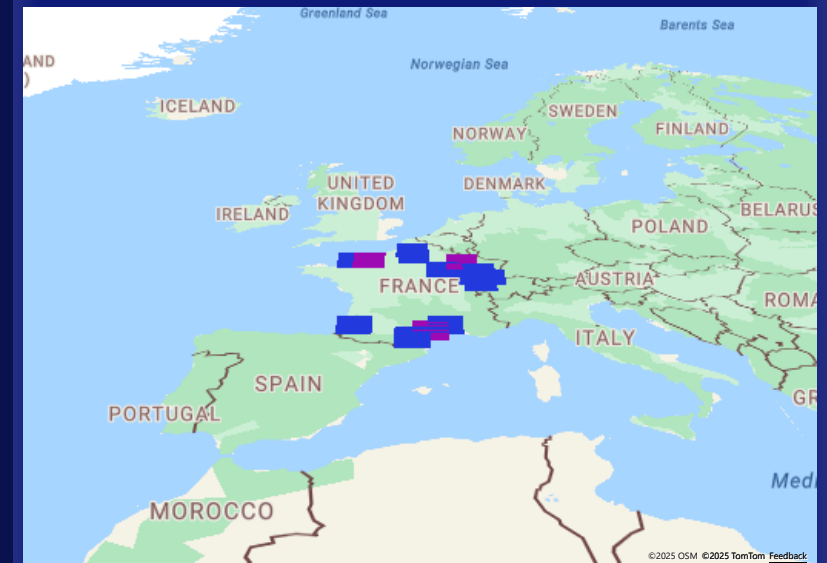 Greenland Sea
Barents Sea
AND
)
Norwegian Sea
ICELAND
SWEDEN
NORWAY
FINLAND
UNITED
KINGDOM
DENMARK
IRELAND
BELARUS
POLAND
FRANCE
AUSTRIA
ROMA
ITALY
SPAIN
GR
PORTUGAL
Medi
MOROCCO
©2025 OSM ©2025 TomTom Feedback